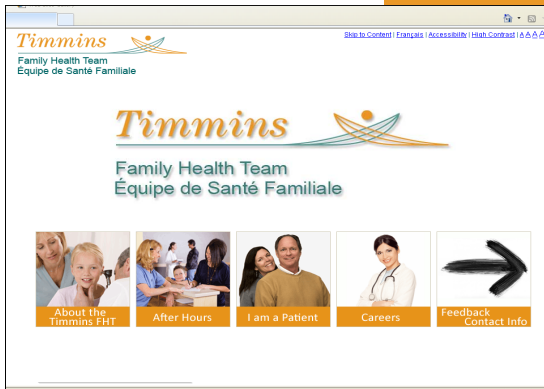 Timmins
Family Health Team
Équipe de Santé Familiale
Skip to Content | Français | Accessibility | High Contrast | A A A A
Timmins
Family Health Team
Équipe de Santé Familiale
About the
Timmins FHT
After Hours
I am a Patient
Careers
Feedback
Contact Info